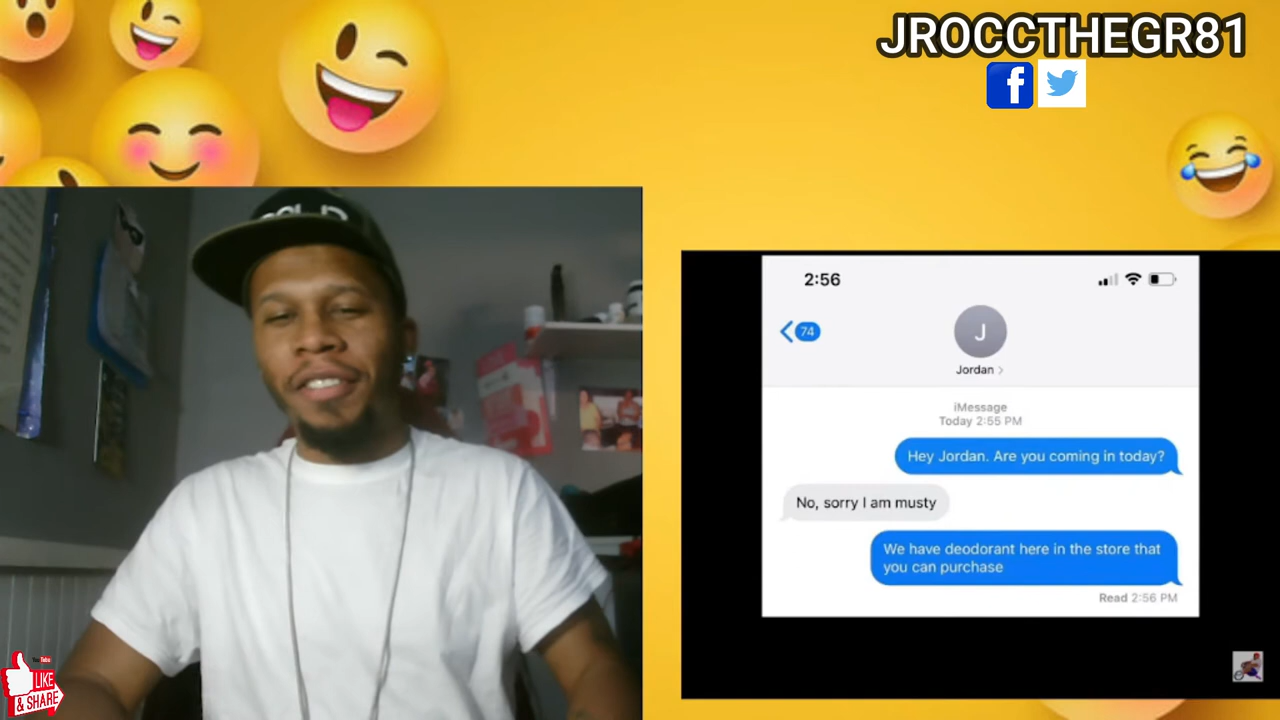 JROCCTHEGR81
2:56
74
J
Jordan
iMessage
Today 2:55 PM
Hey Jordan. Are you coming in today?
No, sorry I am musty
We have deodorant here in the store that
you can purchase
Read 2:56 PM
YouTube
LIKE
& SHARE